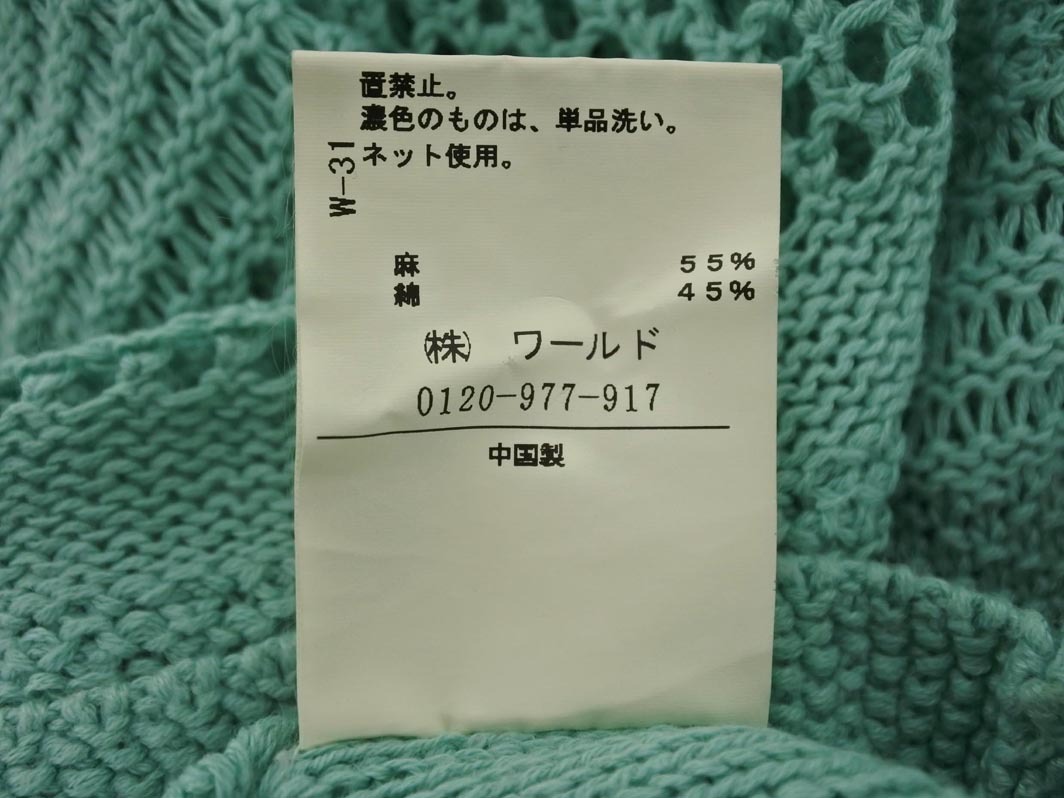 置禁止。
濃色のものは、単品洗い。
ネット使用。
W-31
麻 55%
綿 45%
㈱ ワールド
0120-977-917
中国製